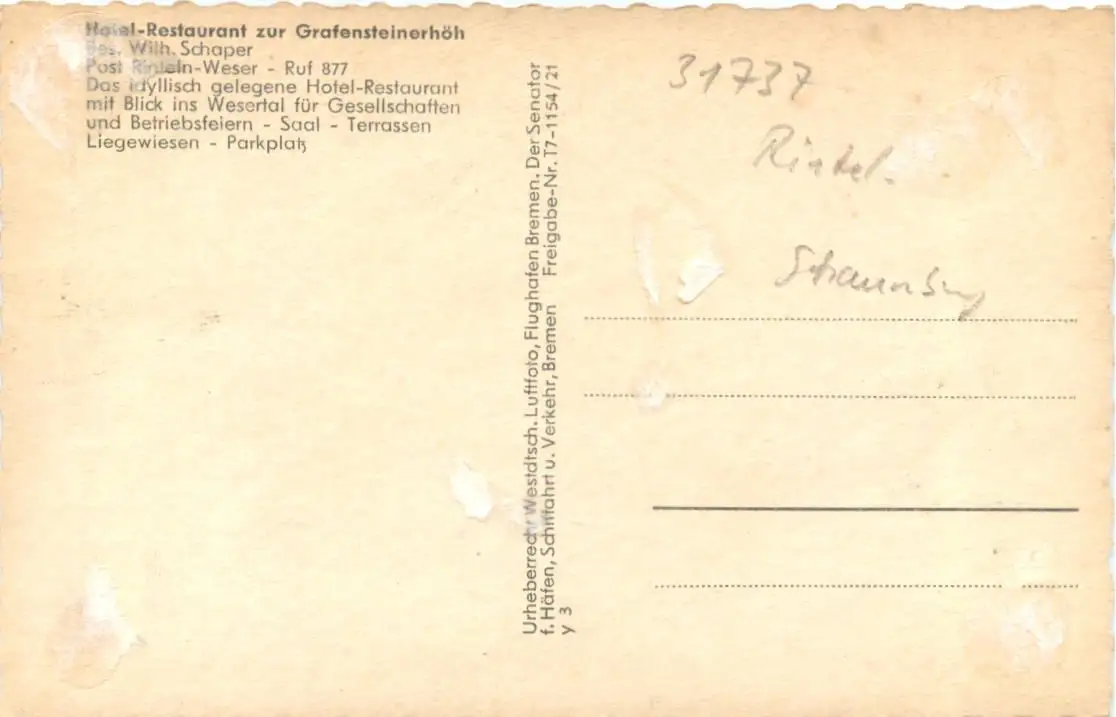 Hotel-Restaurant zur Grafensteinerhöh
Bes. Wilh. Schaper
Post Rinteln-Weser - Ruf 877
Das idyllisch gelegene Hotel-Restaurant
mit Blick ins Wesertal für Gesellschaften
und Betriebsfeiern - Saal - Terrassen
Liegewiesen - Parkplatz
Urheberrecht Westdtsch. Luftfoto, Flughafen Bremen. Der Senator
f. Häfen, Schiffahrt u. Verkehr, Bremen Freigabe-Nr. T7-1154/21
y 3
31737
Rintel.
Schaumburg